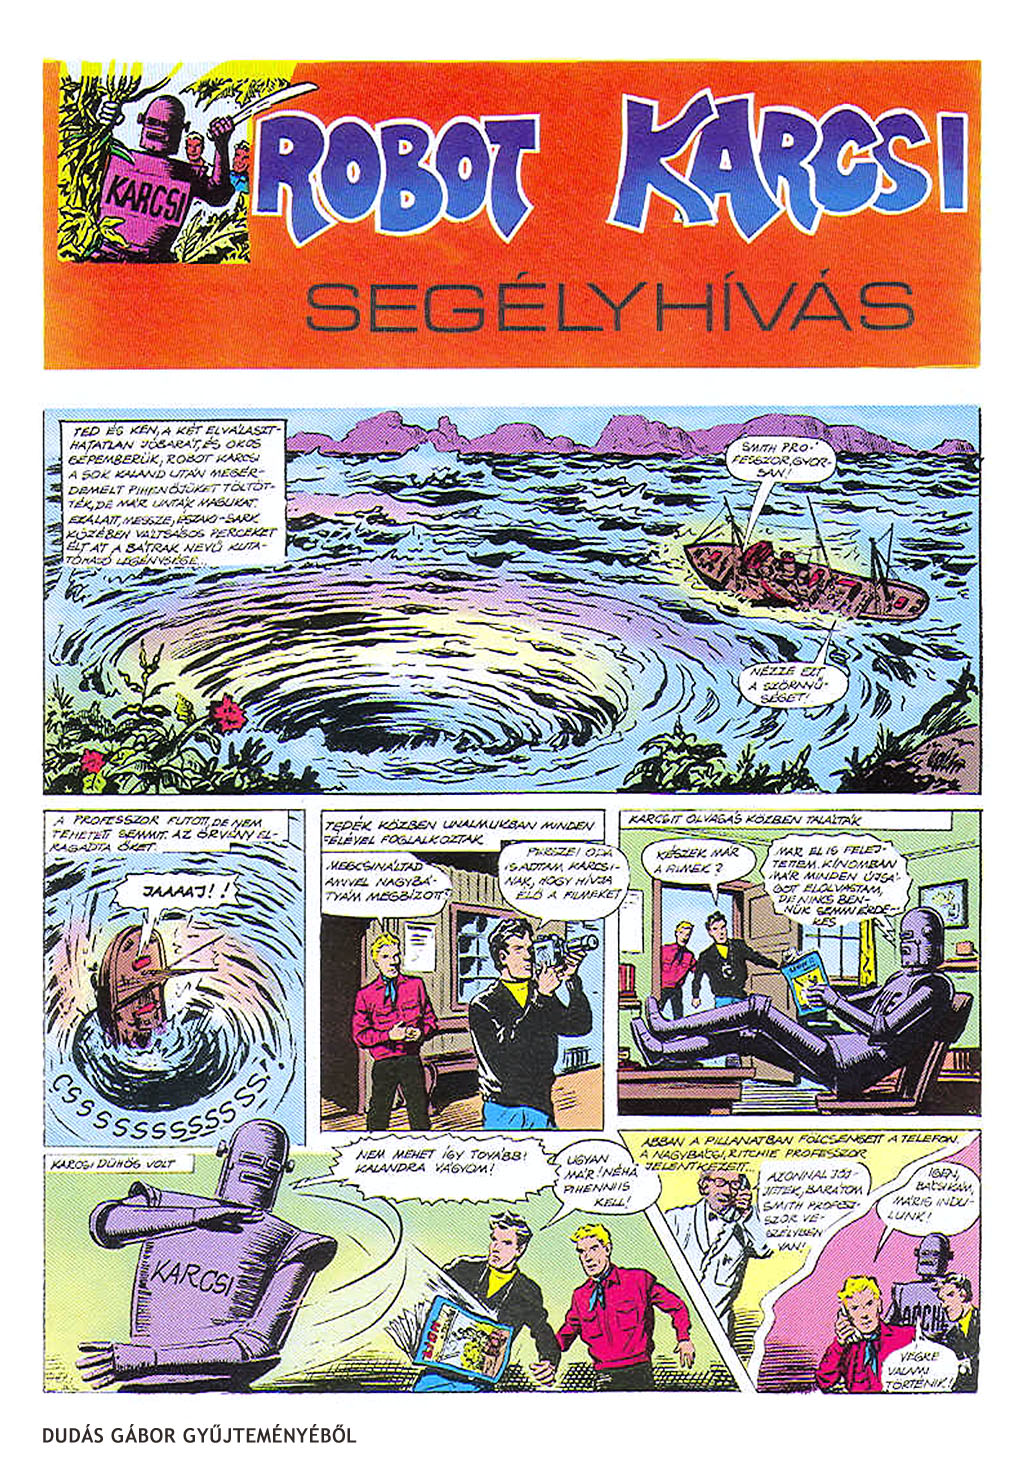 ROBOT KARCSI
KARCSI
SEGÉLYHÍVÁS
TED ÉS KEN, A KÉT ELVÁLASZT-
HATATLAN JÓBARÁT, ÉS OKOS
GÉPEMBERÜK, ROBOT KARCSI
A SOK KALAND UTÁN MEGÉR-
DEMELT PIHENŐJÜKET TÖLTÖT-
TÉK, DE MÁR UNTÁK MAGUKAT.
EZALATT, MESSZE, ÉSZAKI-SARK
KÖZÉBEN VÁLTSÁGOS PERCEKET
ÉLT ÁT A BÁTRAK NEVŰ KUTA-
TÓHAJÓ LEGÉNYSÉGE...
SMITH PRO-
FESSZOR, GYOR-
SAN!
NÉZZE EZT
A SZÖRNYŰ-
SÉGET!
A PROFESSZOR FUTOTT, DE NEM
TEHETETT SEMMIT. AZ ÖRVÉNY EL-
RAGADTA ŐKET.
JAAAAJ!!
CSSSSSSSSSSSSS!
TEDÉK KÖZBEN UNALMUKBAN MINDEN
FÉLÉVEL FOGLALKOZTAK.
MEGCSINÁLTAD
AMIVEL NAGYBÁ-
TYÁM MEGBÍZOTT?
PERSZE! ODA
IS ADTAM KARCSI-
NAK, HOGY HÍVJA
ELŐ A FILMEKET!
KARCSIT OLVASÁS KÖZBEN TALÁLTÁK
KÉSZEK MÁR
A FILMEK?
MÁR EL IS FELEJ-
TETTEM. KÍNOMBAN
MÁR MINDEN ÚJSÁ-
GOT ELOLVASTAM,
DE NINCS BEN-
NÜK SEMMI ÉRDE-
KES
KARCSI DÜHÖS VOLT
NEM MEHET ÍGY TOVÁBB!
KALANDRA VÁGYOM!
UGYAN
MÁR! NÉHA
PIHENNI IS
KELL!
KARCSI
ABBAN A PILLANATBAN FÖLCSENGETT A TELEFON.
A NAGYBÁCSI, RITCHIE PROFESSZOR
JELENTKEZETT...
AZONNAL JÖJ-
JETEK, BARÁTOM
SMITH PROFESZ-
SZOR VE-
SZÉLYBEN
VAN!
IGEN,
BÁCSIKÁM,
MÁRIS INDU-
LUNK!
VÉGRE
VALAMI
TÖRTÉNIK!
DUDÁS GÁBOR GYŰJTEMÉNYÉBŐL